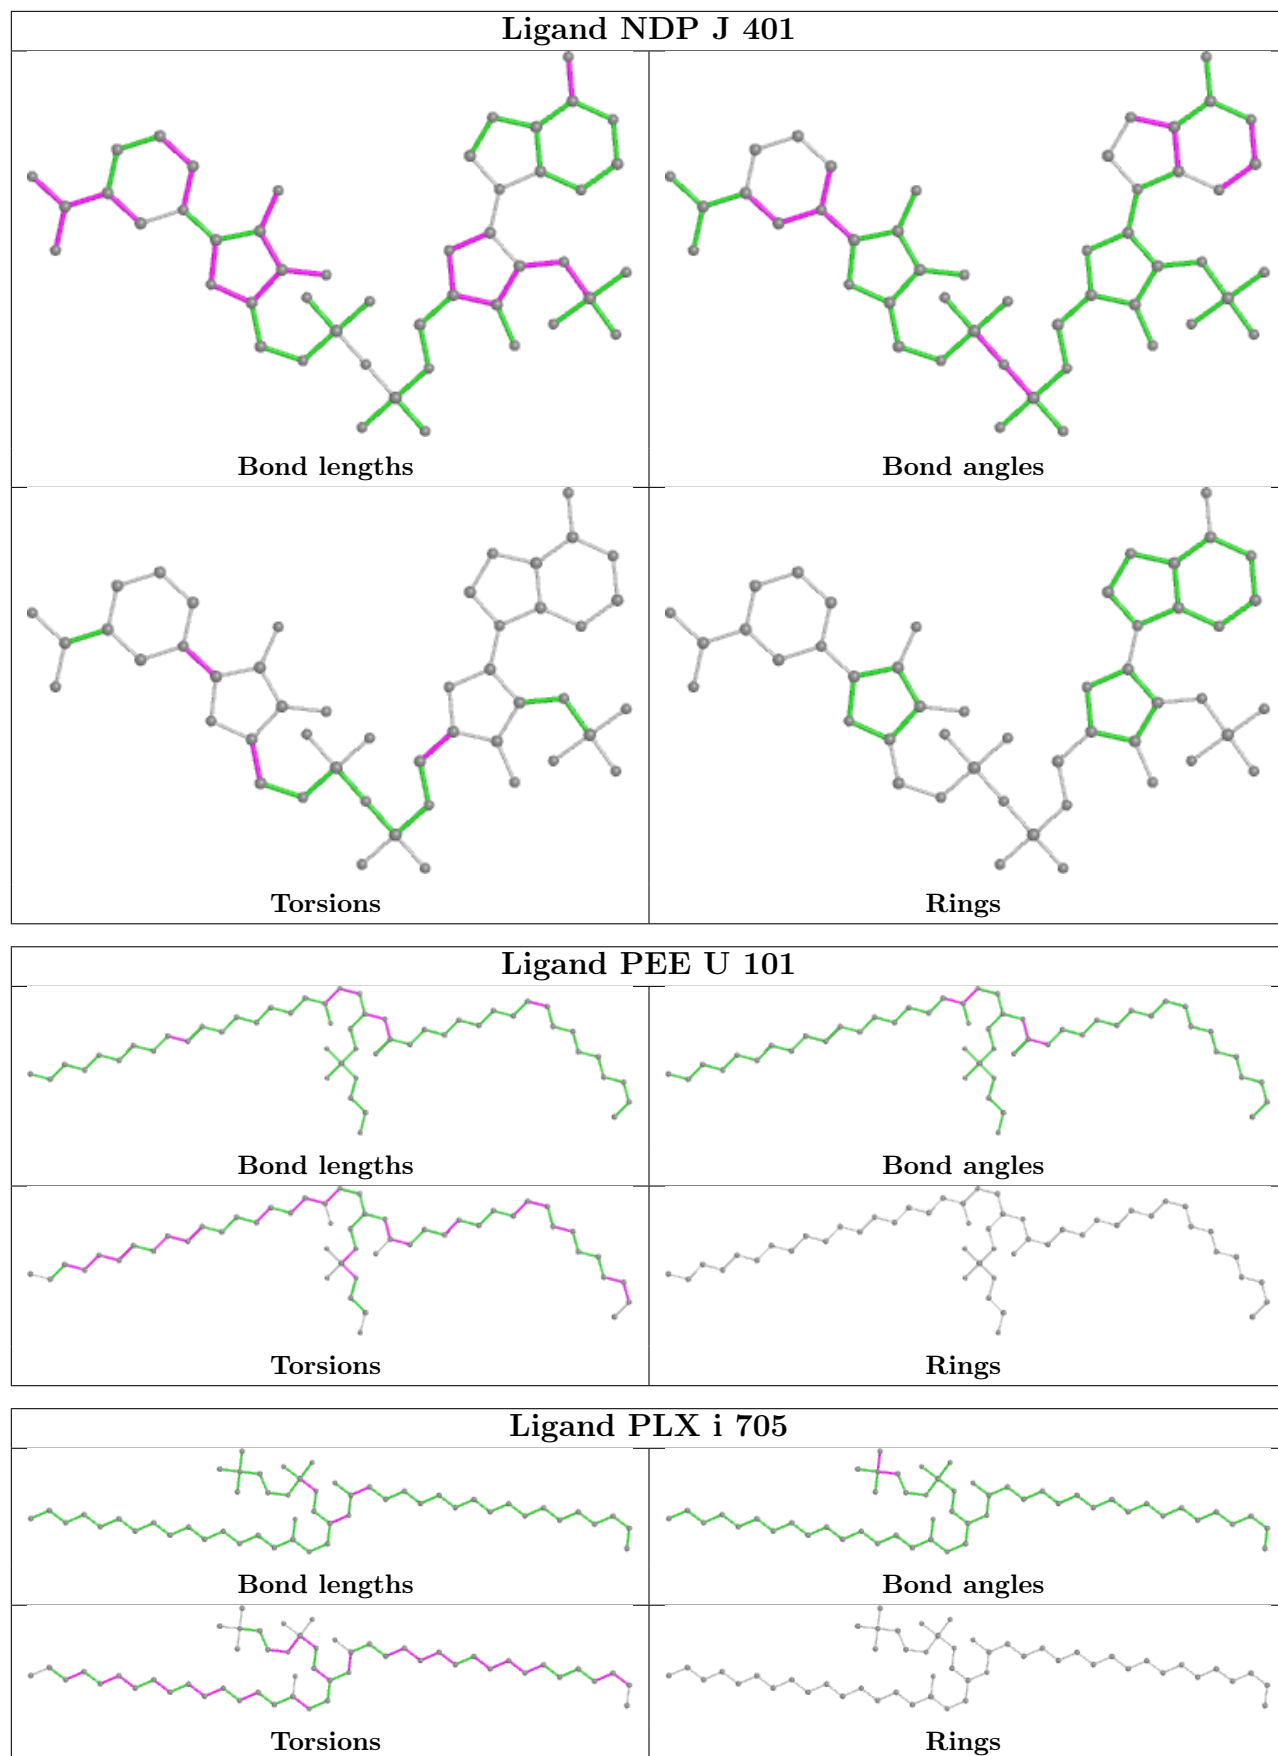 Ligand NDP J 401
Bond lengths
Bond angles
Torsions
Rings
Ligand PEE U 101
Bond lengths
Bond angles
Torsions
Rings
Ligand PLX i 705
Bond lengths
Bond angles
Torsions
Rings